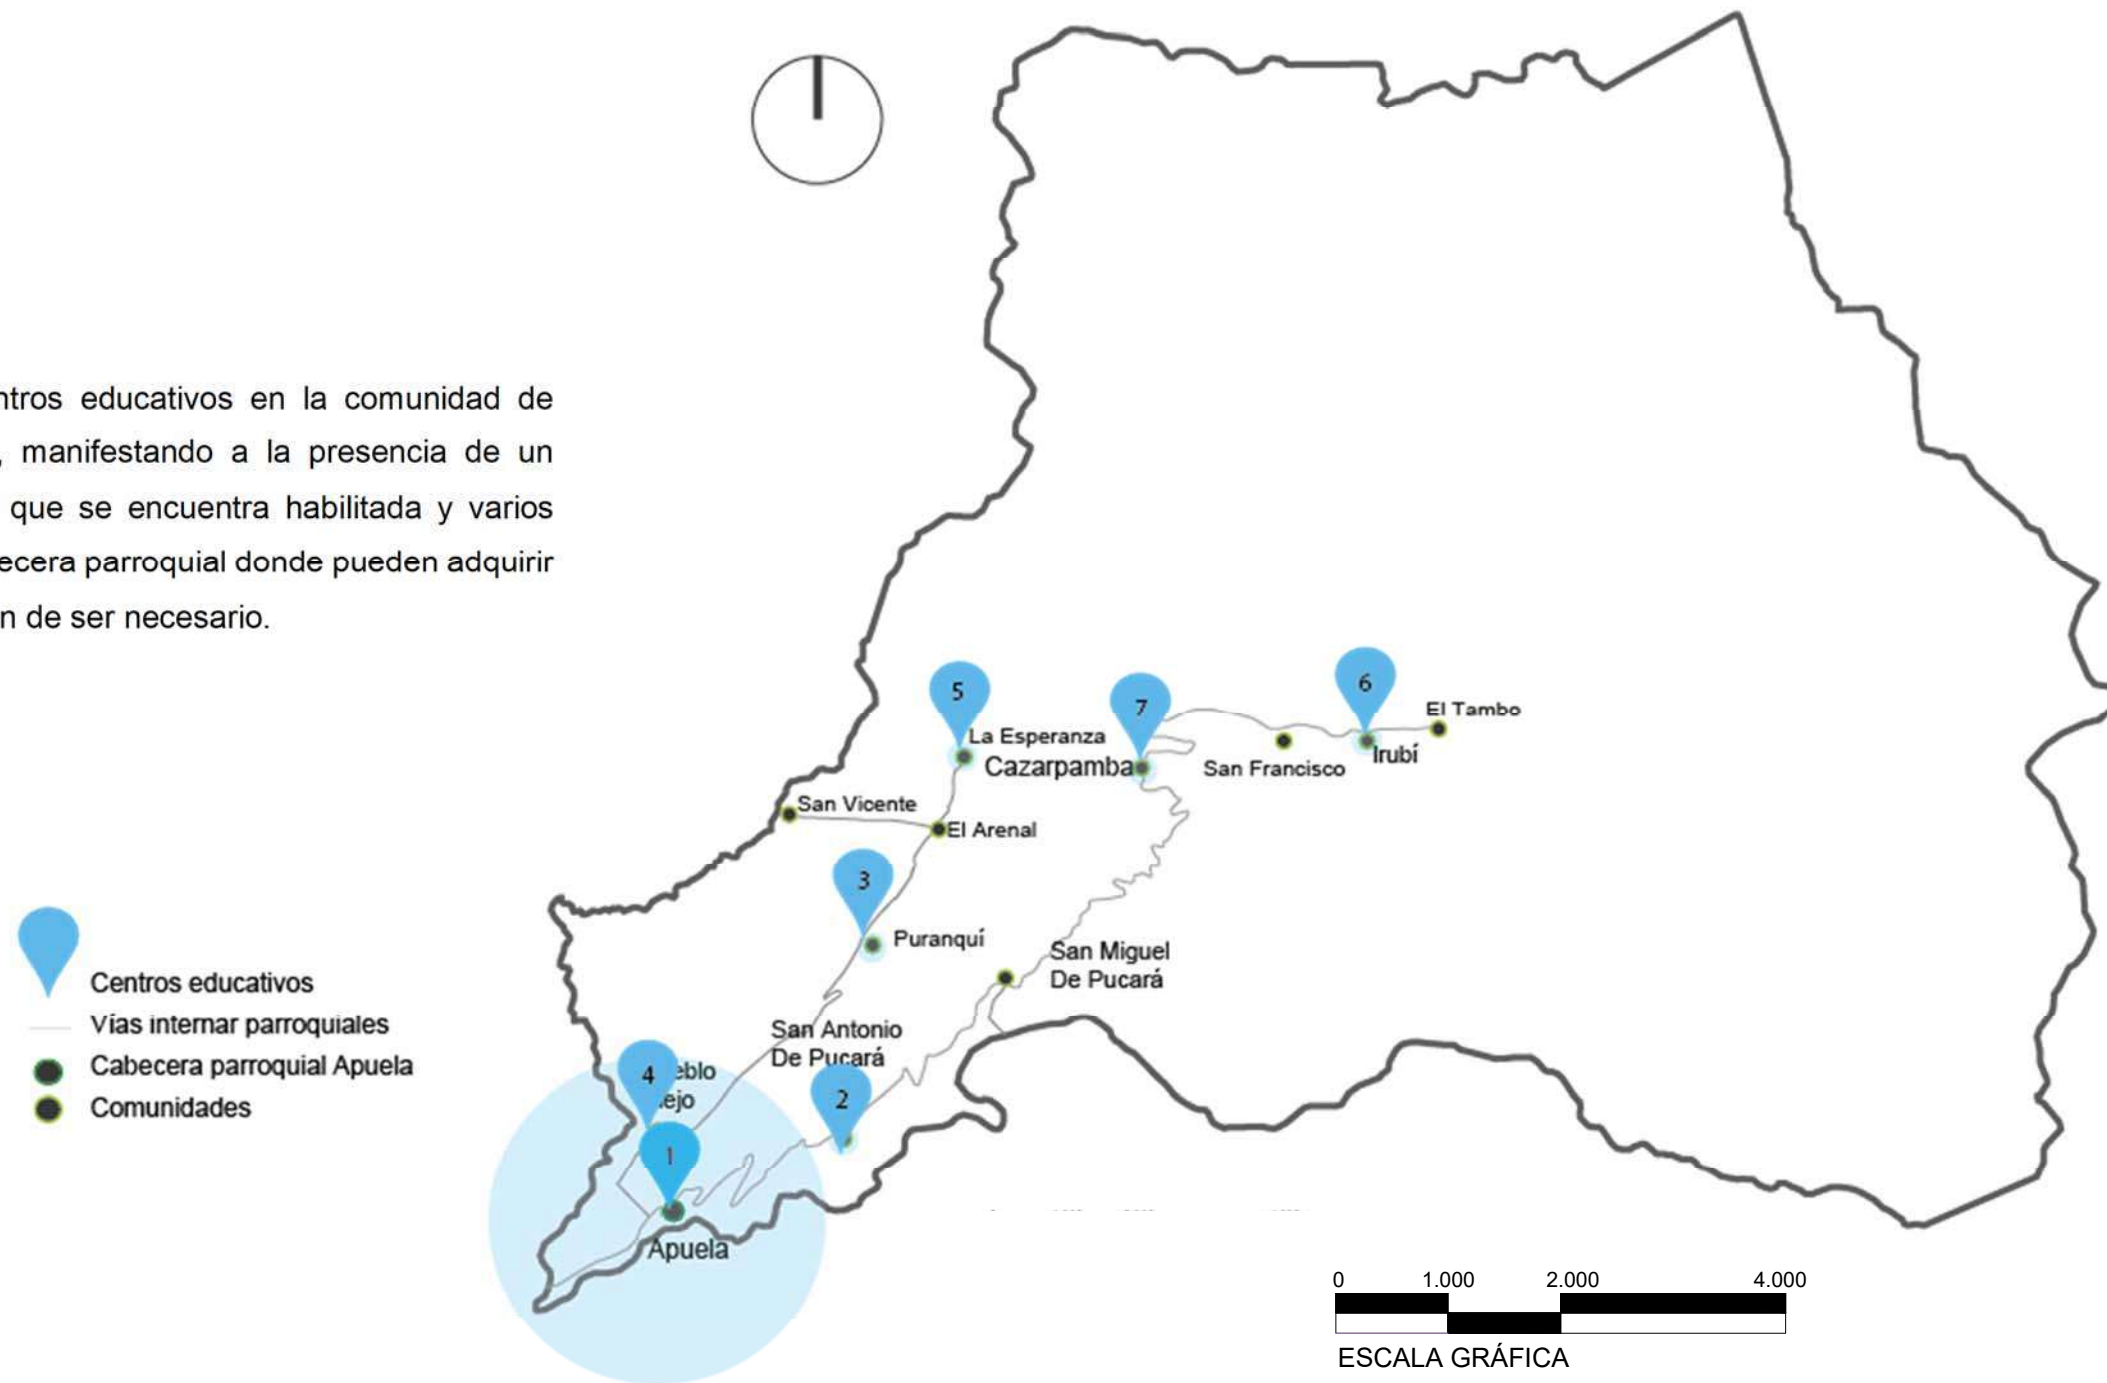 ntros educativos en la comunidad de
, manifestando a la presencia de un
que se encuentra habilitada y varios
ecera parroquial donde pueden adquirir
n de ser necesario.
5
7
6
El Tambo
La Esperanza
Cazarpamba
San Francisco
Irubí
San Vicente
El Arenal
3
Puranquí
San Miguel
De Pucará
San Antonio
De Pucará
4
eblo
ejo
2
1
Apuela
Centros educativos
Vías internar parroquiales
Cabecera parroquial Apuela
Comunidades
0 1.000 2.000 4.000
ESCALA GRÁFICA